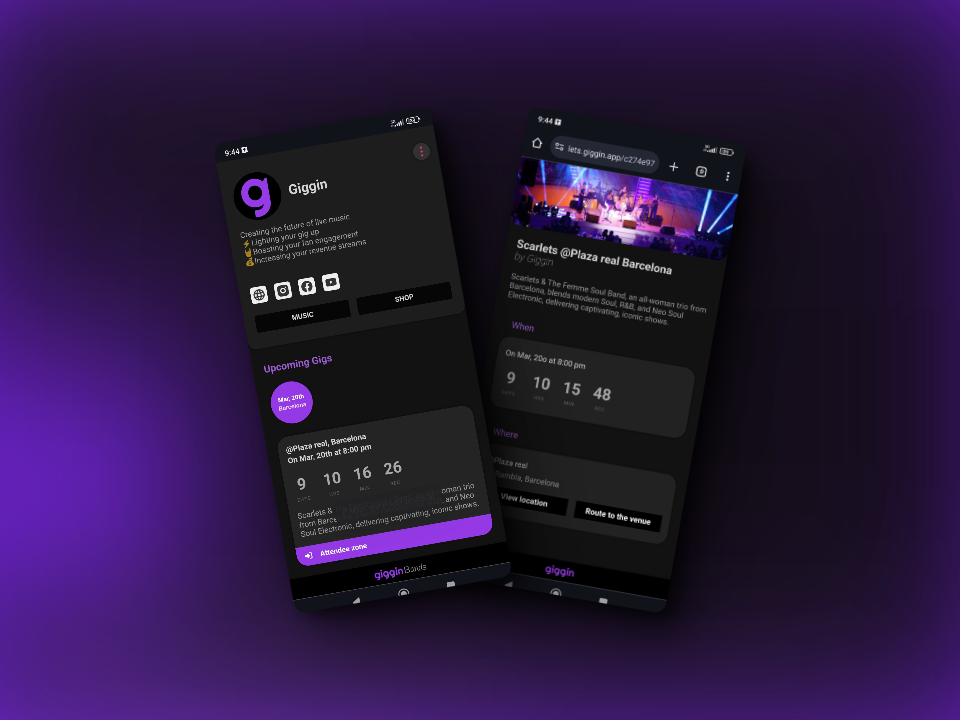 9:44
Giggin
Creating the future of live music
⚡Lighting your gig up
🤘Boosting your fan engagement
💰Increasing your revenue streams
MUSIC
SHOP
Upcoming Gigs
Mar, 20th
Barcelona
@Plaza real, Barcelona
On Mar, 20th at 8:00 pm
9 10 16 26
DAYS HRS MIN SEC
Scarlets & oman trio
from Barce and Neo
Soul Electronic, delivering captivating, iconic shows.
Attendee zone
giggin Bands
9:44
lets.giggin.app/c274e97
Scarlets @Plaza real Barcelona
by Giggin
Scarlets & The Femme Soul Band, an all-woman trio from
Barcelona, blends modern Soul, R&B, and Neo Soul
Electronic, delivering captivating, iconic shows.
When
On Mar, 20o at 8:00 pm
9 10 15 48
DAYS HRS MIN SEC
Where
Plaza reel
Rambla, Barcelona
View location
Route to the venue
giggin